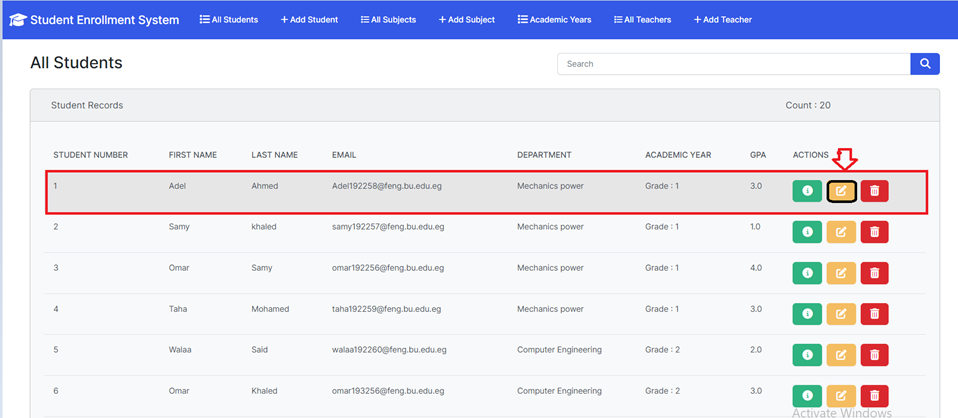 Student Enrollment System All Students + Add Student All Subjects + Add Subject Academic Years All Teachers + Add Teacher
All Students Search
Student Records Count : 20
STUDENT NUMBER FIRST NAME LAST NAME EMAIL DEPARTMENT ACADEMIC YEAR GPA ACTIONS
1 Adel Ahmed Adel192258@feng.bu.edu.eg Mechanics power Grade : 1 3.0
2 Samy khaled samy192257@feng.bu.edu.eg Mechanics power Grade : 1 1.0
3 Omar Samy omar192256@feng.bu.edu.eg Mechanics power Grade : 1 4.0
4 Taha Mohamed taha192259@feng.bu.edu.eg Mechanics power Grade : 1 3.0
5 Walaa Said walaa192260@feng.bu.edu.eg Computer Engineering Grade : 2 2.0
6 Omar Khaled omar193256@feng.bu.edu.eg Computer Engineering Grade : 2 3.0
Activate Windows